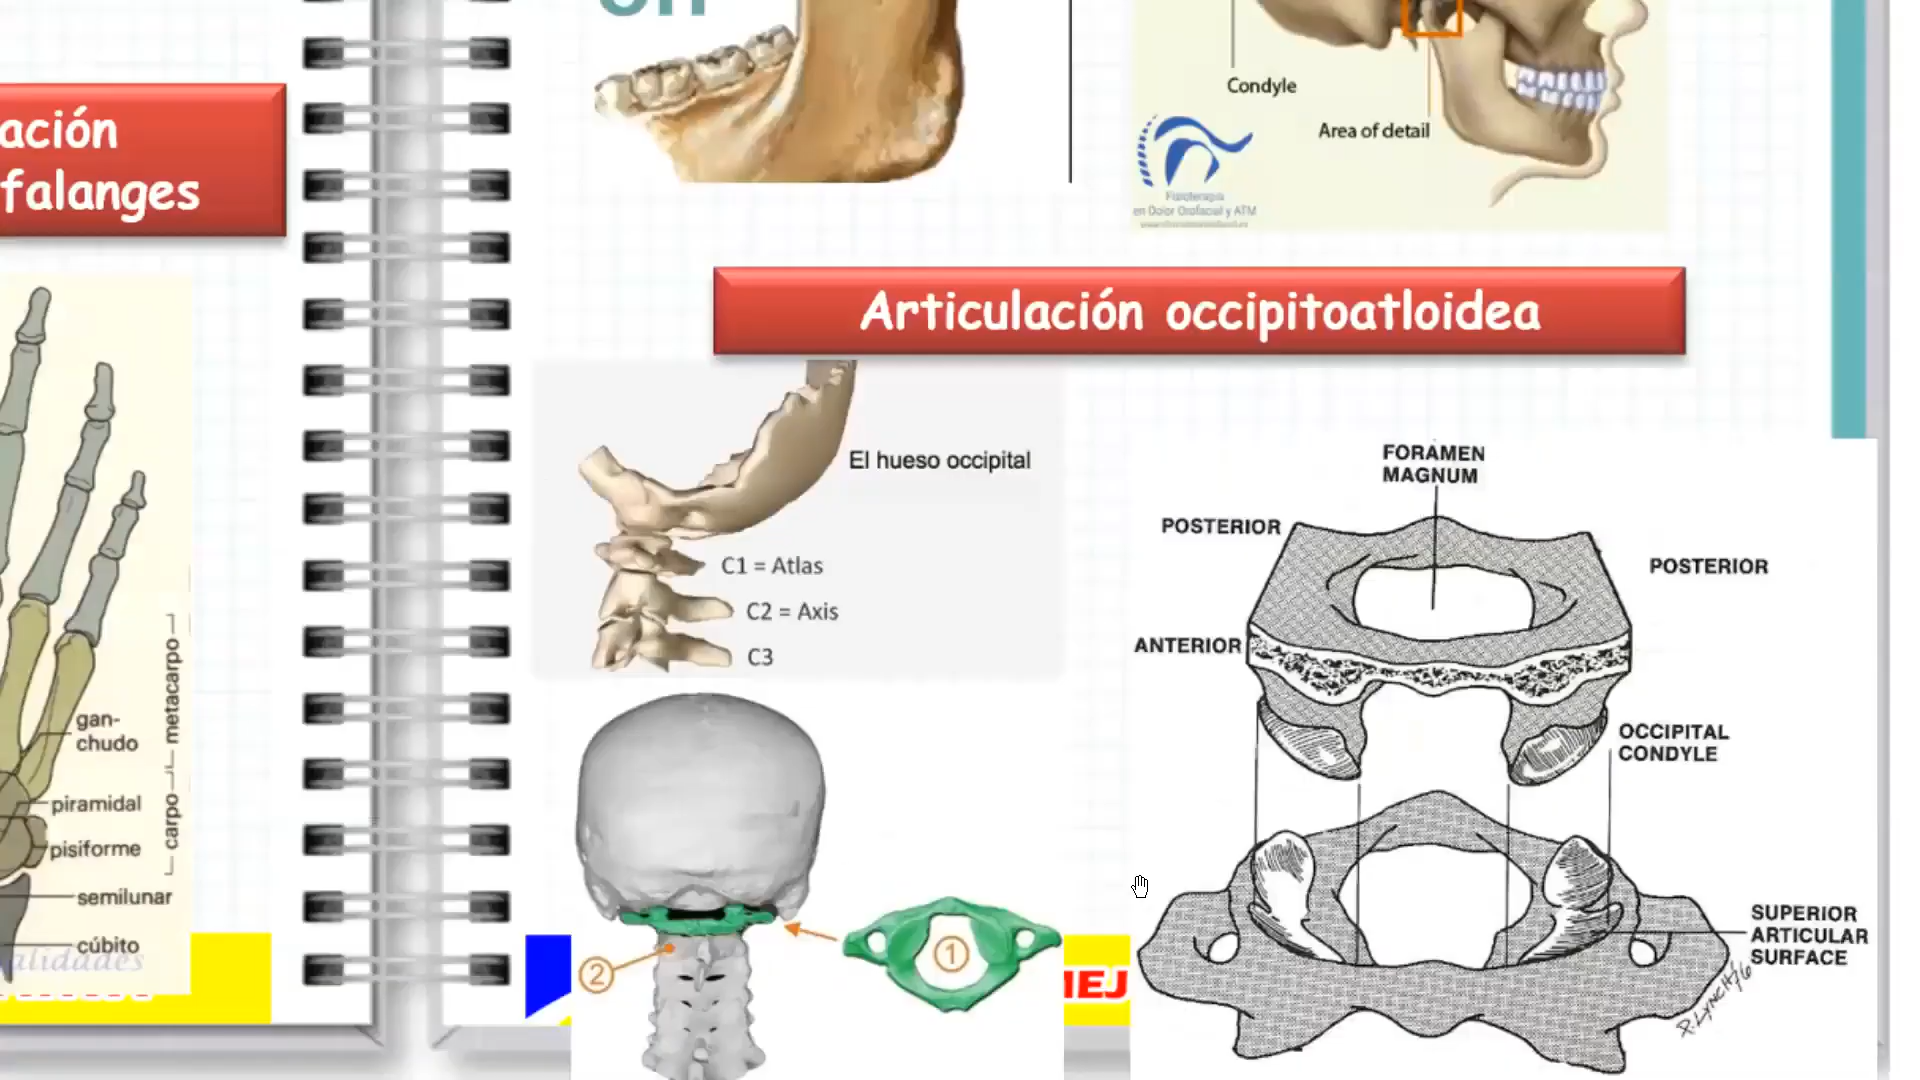 ación
falanges
gan-
chudo
piramidal
pisiforme
semilunar
cúbito
carpo
metacarpo
alidades
Condyle
Area of detail
Fisioterapia
en Dolor Orofacial y ATM
Articulación occipitoatloidea
El hueso occipital
C1 = Atlas
C2 = Axis
C3
1
2
FORAMEN
MAGNUM
POSTERIOR
POSTERIOR
ANTERIOR
OCCIPITAL
CONDYLE
SUPERIOR
ARTICULAR
SURFACE